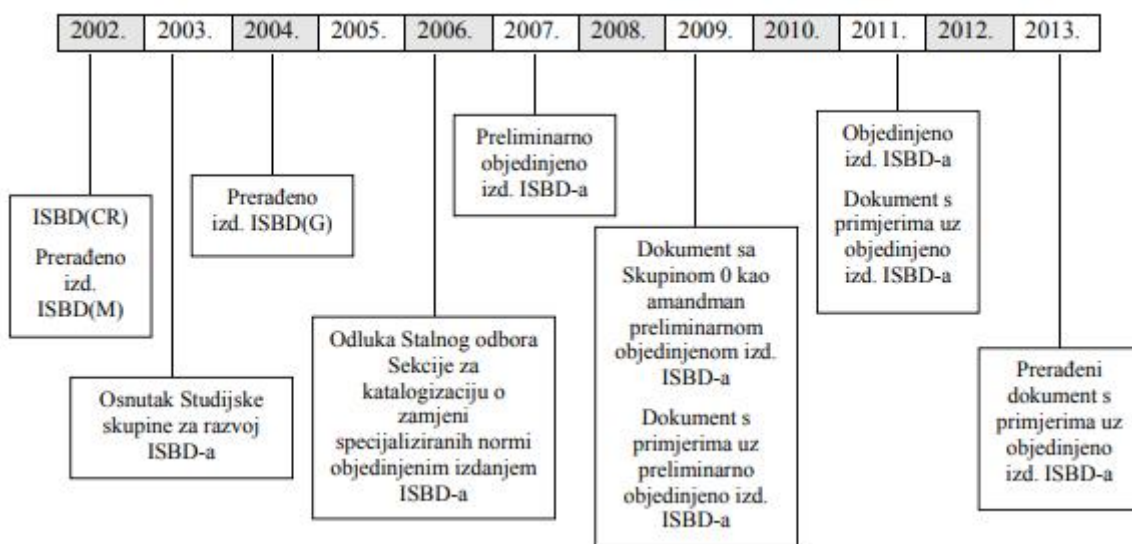 2002. 2003. 2004. 2005. 2006. 2007. 2008. 2009. 2010. 2011. 2012. 2013.
ISBD(CR)
Prerađeno
izd.
ISBD(M)
Osnutak Studijske
skupine za razvoj
ISBD-a
Prerađeno
izd. ISBD(G)
Odluka Stalnog odbora
Sekcije za
katalogizaciju o
zamjeni
specijaliziranih normi
objedinjenim izdanjem
ISBD-a
Preliminarno
objedinjeno
izd. ISBD-a
Dokument sa
Skupinom 0 kao
amandman
preliminarnom
objedinjenom izd.
ISBD-a
Dokument s
primjerima uz
preliminarno
objedinjeno izd.
ISBD-a
Objedinjeno
izd. ISBD-a
Dokument s
primjerima uz
objedinjeno
izd. ISBD-a
Prerađeni
dokument s
primjerima uz
objedinjeno
izd. ISBD-a